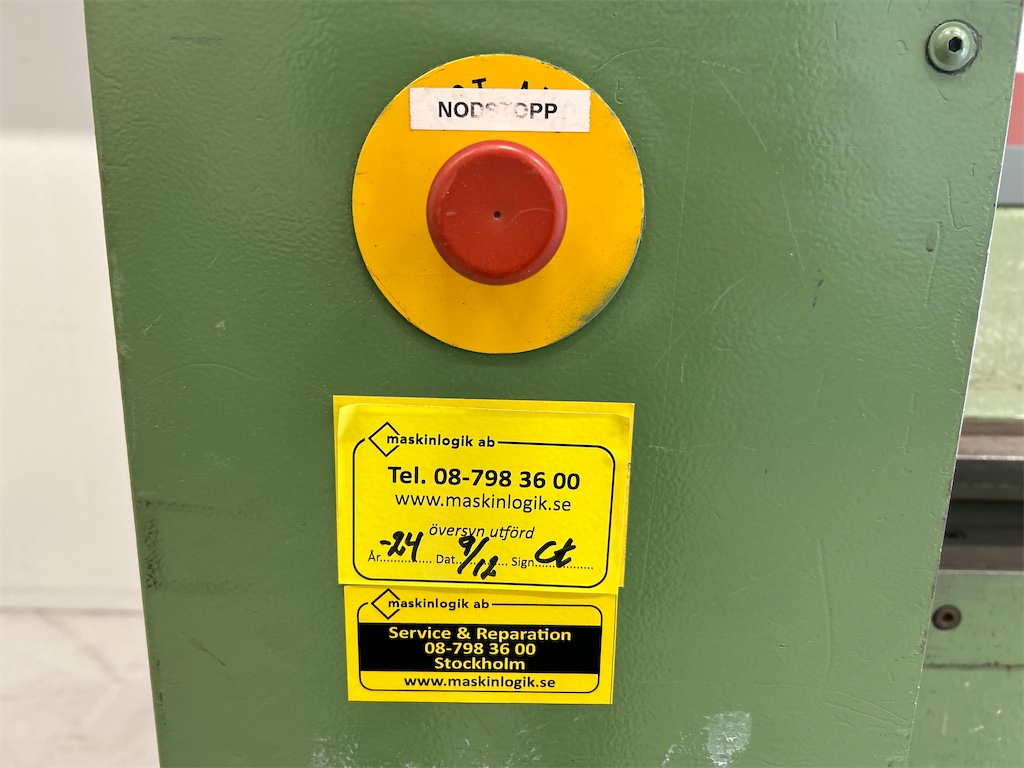 NODSTOPP
maskinlogik ab
Tel. 08-798 36 00
www.maskinlogik.se
översyn utförd
År -24 Dat. 9/12 Sign Ct
maskinlogik ab
Service & Reparation
08-798 36 00
Stockholm
www.maskinlogik.se